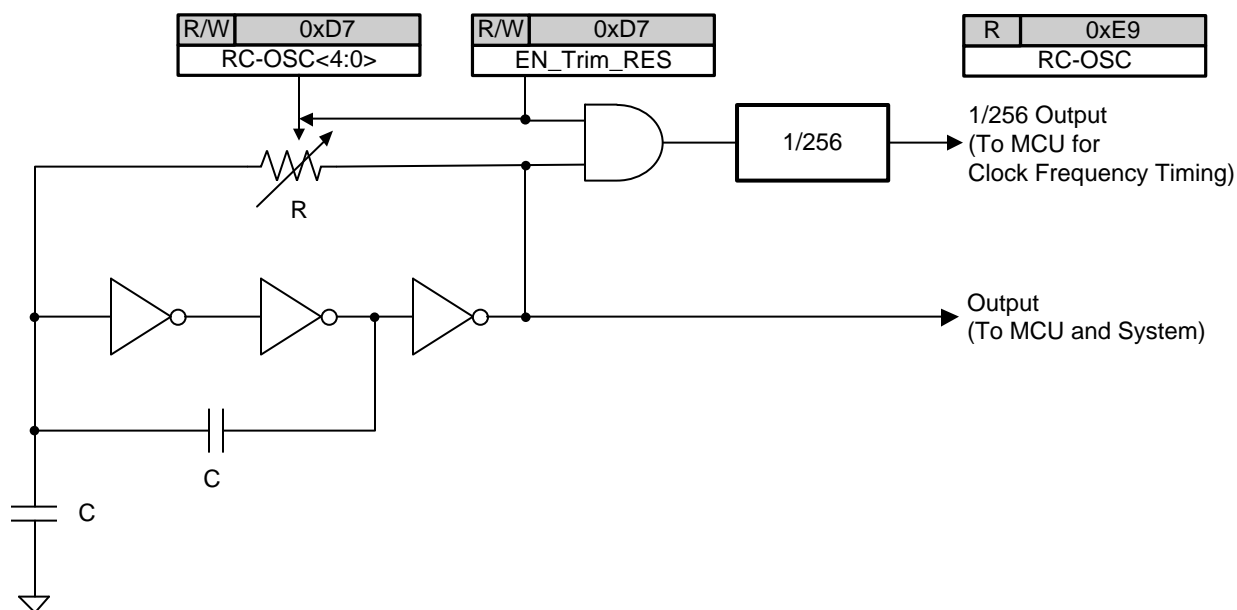 R/W 0xD7
RC-OSC<4:0>
R/W 0xD7
EN_Trim_RES
R 0xE9
RC-OSC
1/256
1/256 Output
(To MCU for
Clock Frequency Timing)
R
Output
(To MCU and System)
C
C